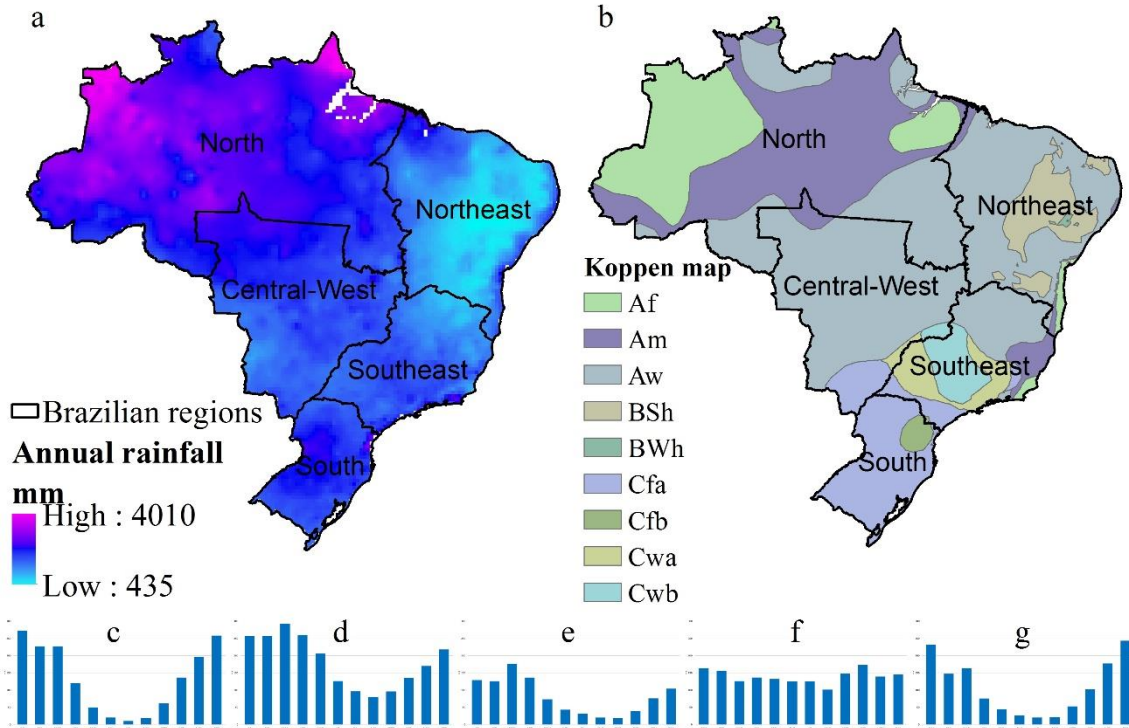 a
North
Northeast
Central-West
Southeast
South
Brazilian regions
Annual rainfall
mm
High : 4010
Low : 435
b
North
Northeast
Central-West
Southeast
South
Koppen map
Af
Am
Aw
BSh
BWh
Cfa
Cfb
Cwa
Cwb
c
d
e
f
g